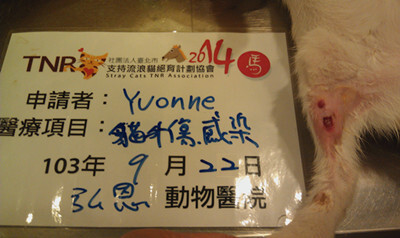 TNR 社團法人臺北市 2014 馬
支持流浪貓絕育計劃協會
Stray Cats TNR Association
申請者：Yvonne
醫療項目：貓外傷感染
103年 9 月 22 日
弘恩 動物醫院